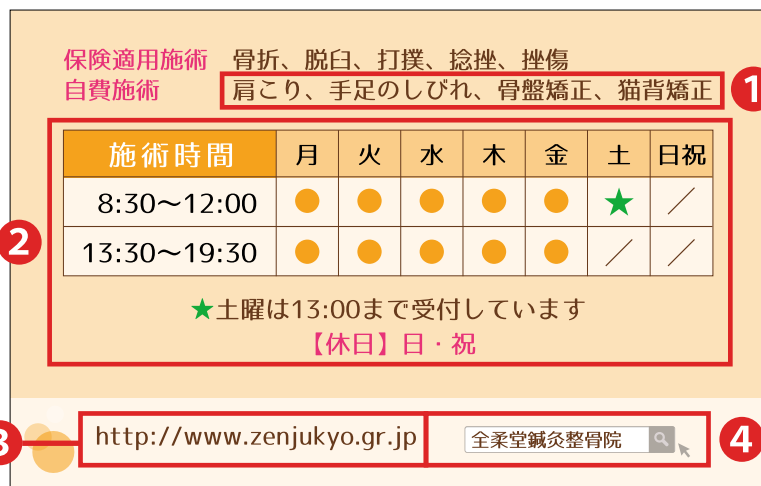 保険適用施術 骨折、脱臼、打撲、捻挫、挫傷
自費施術 肩こり、手足のしびれ、骨盤矯正、猫背矯正
1
施術時間 月 火 水 木 金 土 日祝
8:30〜12:00 ● ● ● ● ● ★ ／
13:30〜19:30 ● ● ● ● ● ／ ／
2
★土曜は13:00まで受付しています
【休日】日・祝
3 http://www.zenjukyo.gr.jp 全柔堂鍼灸整骨院 4